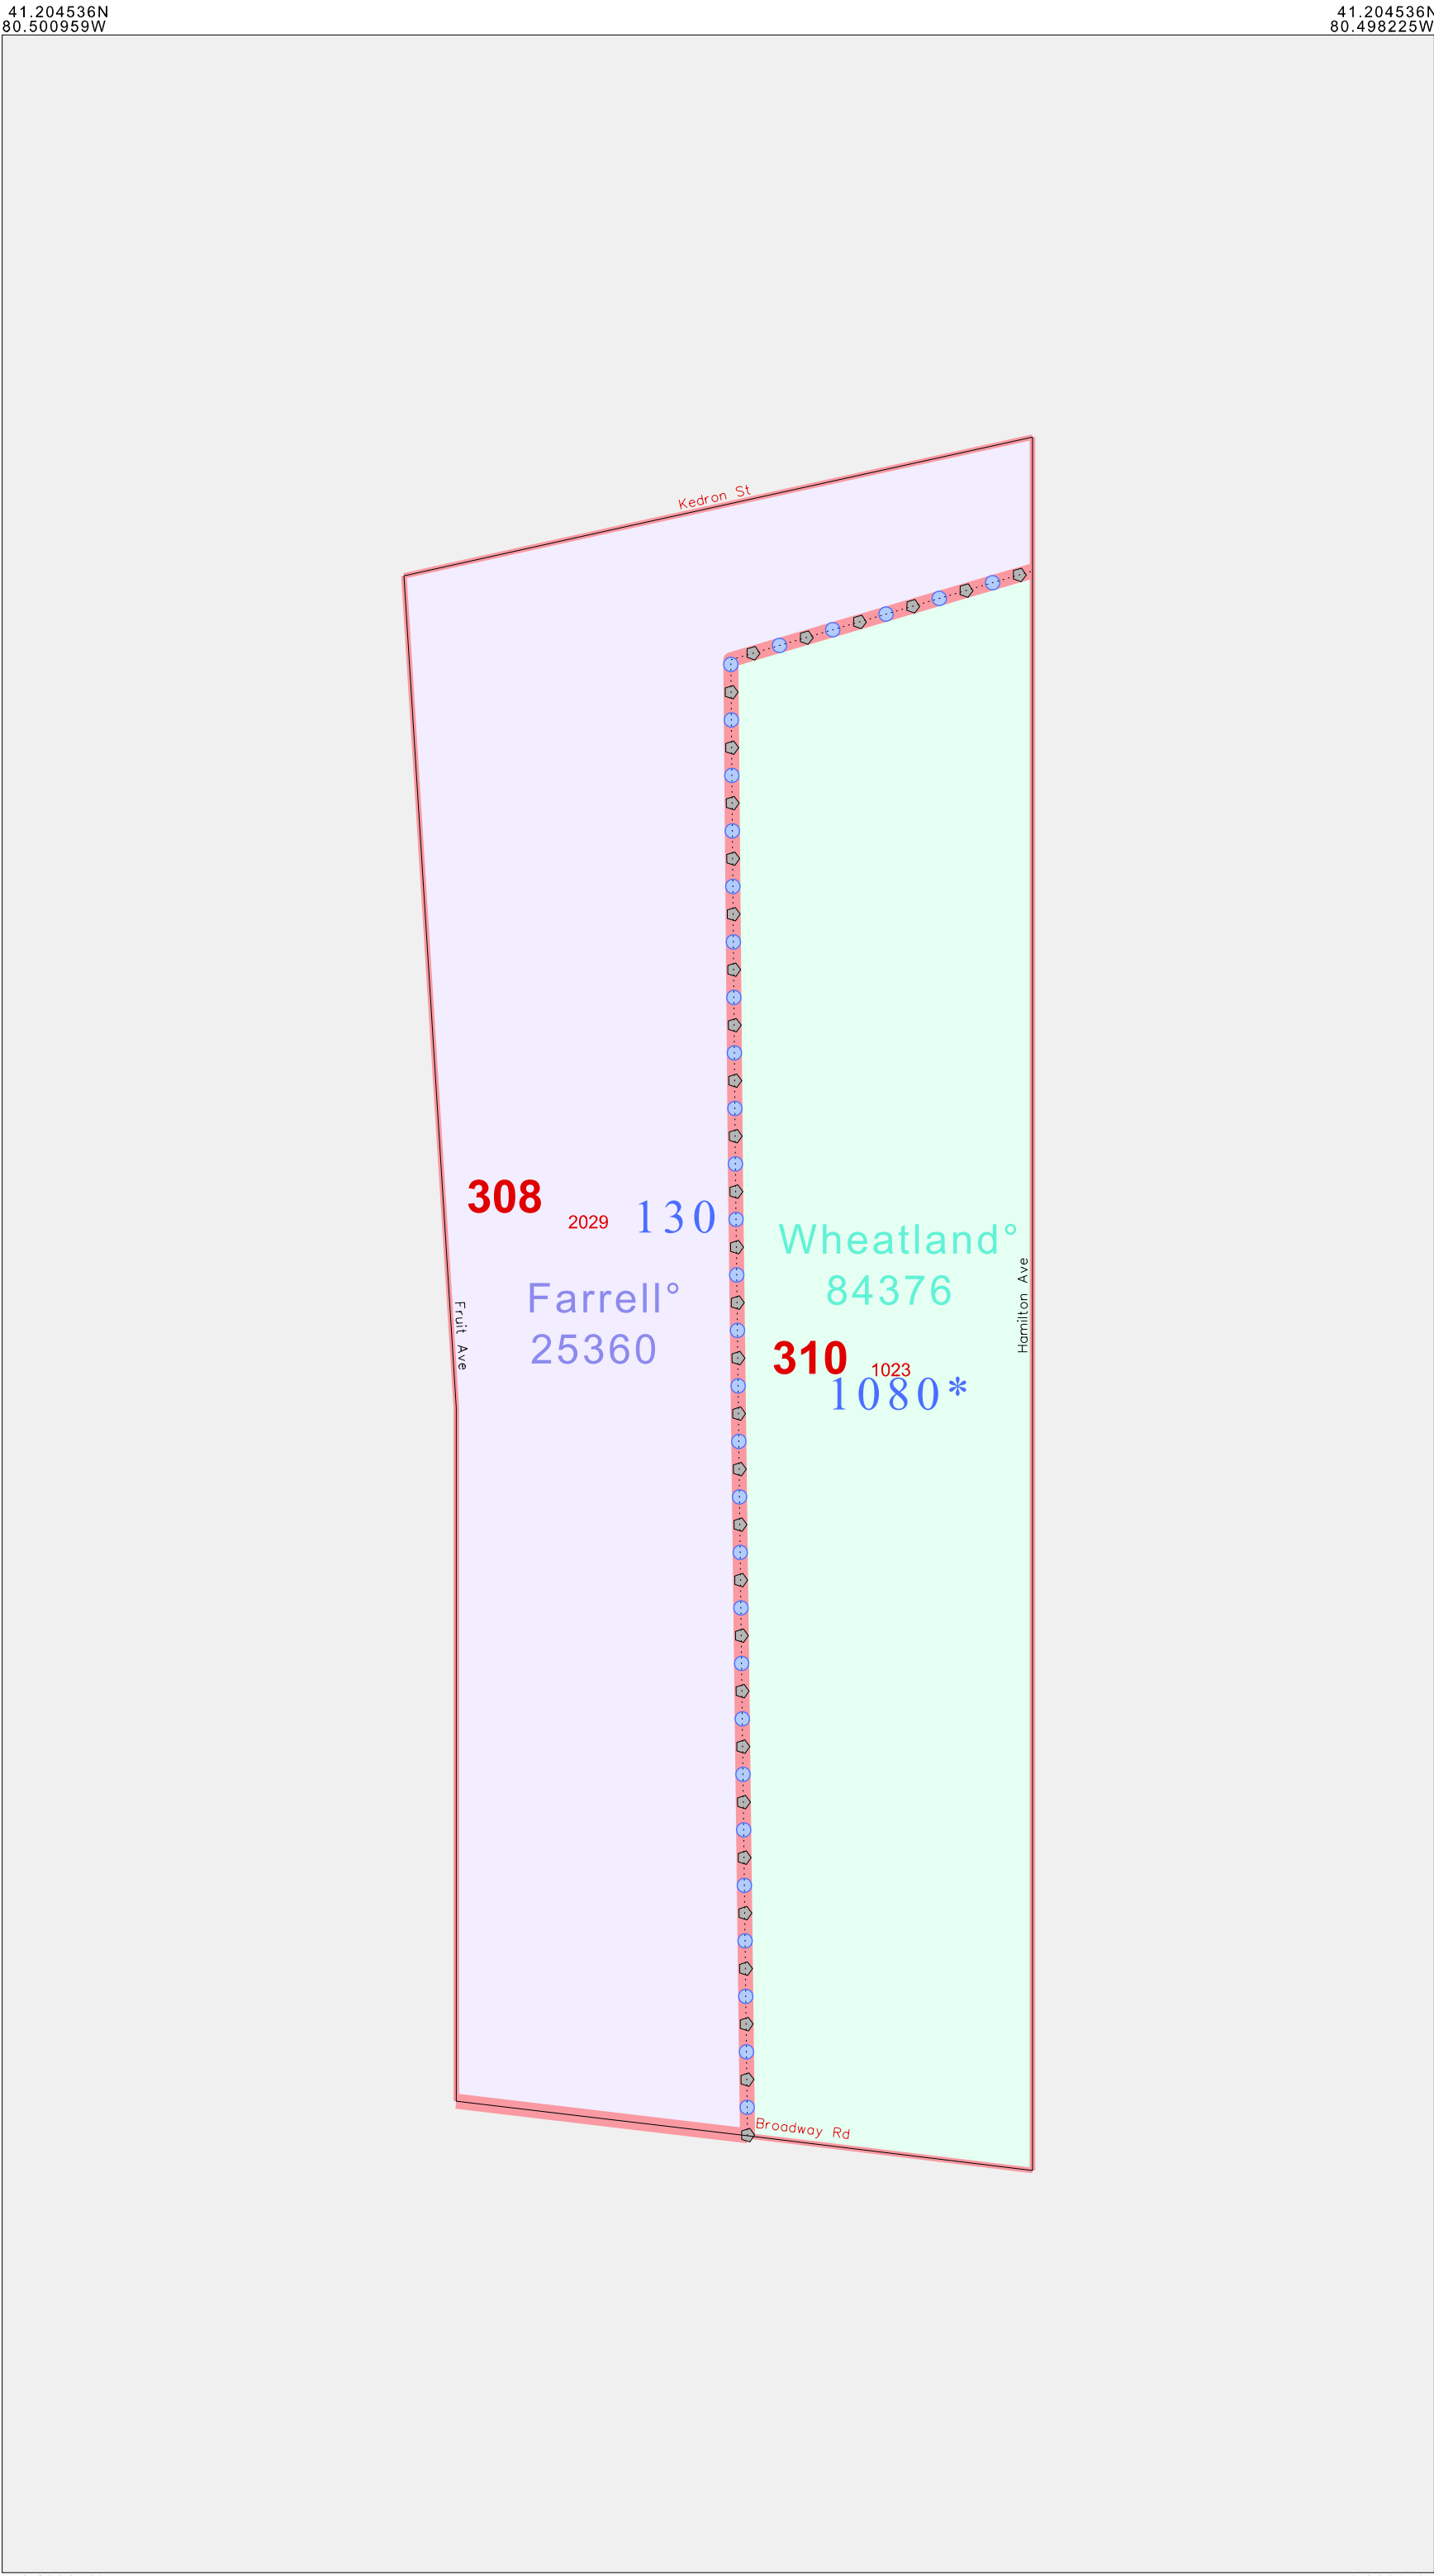 41.204536N
80.500959W
41.204536N
80.498225W
Kedron St
308
2029
130
Wheatland°
84376
Farrell°
25360
Fruit Ave
Hamilton Ave
310
1023
1080*
Broadway Rd